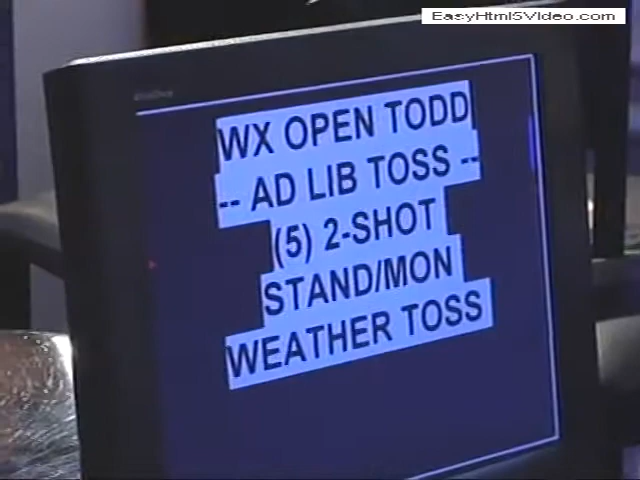 EasyHtml5Video.com
WX OPEN TODD
-- AD LIB TOSS --
(5) 2-SHOT
STAND/MON
WEATHER TOSS